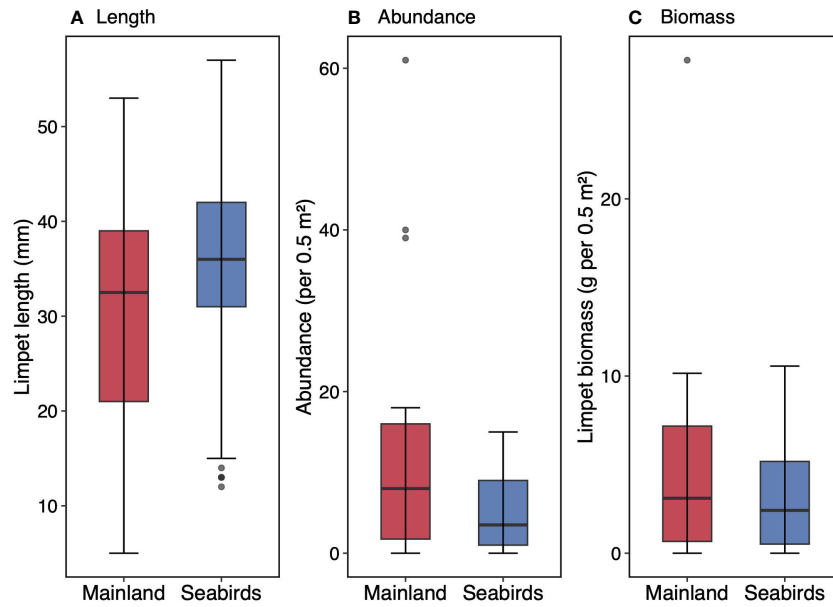 A Length
Limpet length (mm)
50
40
30
20
10
Mainland Seabirds
B Abundance
Abundance (per 0.5 m²)
60
40
20
0
Mainland Seabirds
C Biomass
Limpet biomass (g per 0.5 m²)
20
10
0
Mainland Seabirds